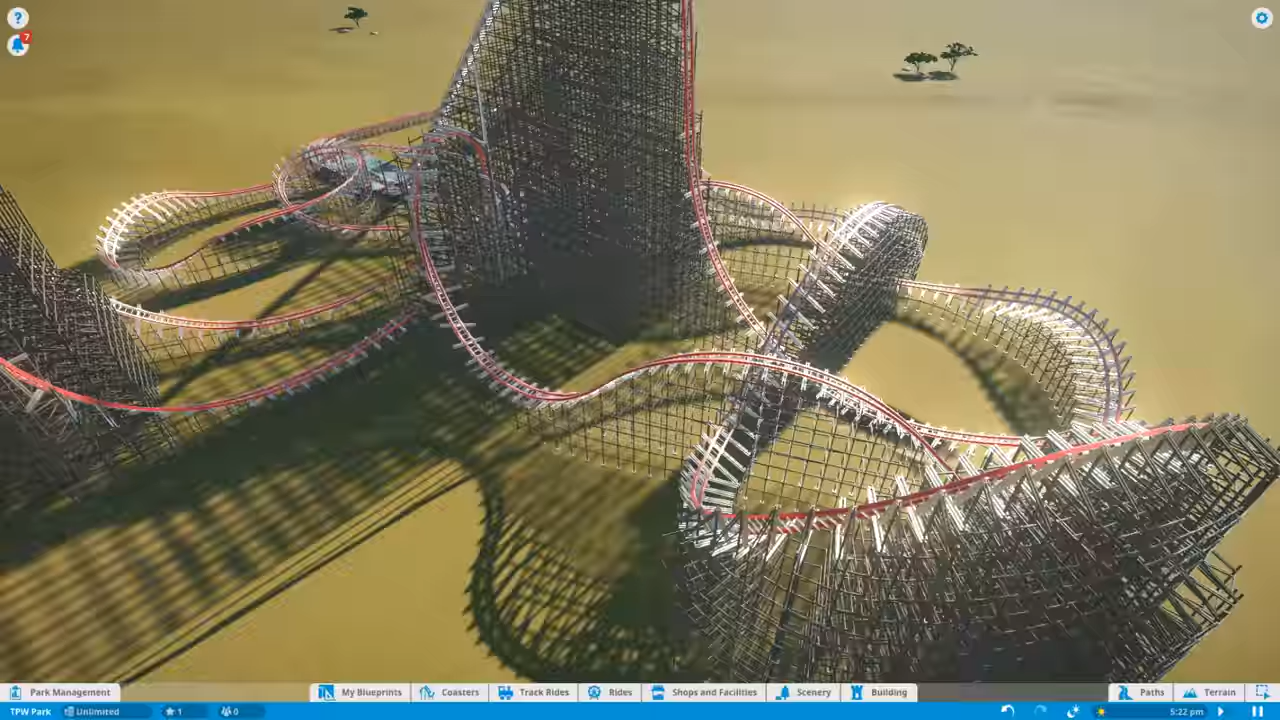 ?
7
Park Management
My Blueprints
Coasters
Track Rides
Rides
Shops and Facilities
Scenery
Building
Paths
Terrain
TPW Park
Unlimited
1
0
5:22 pm